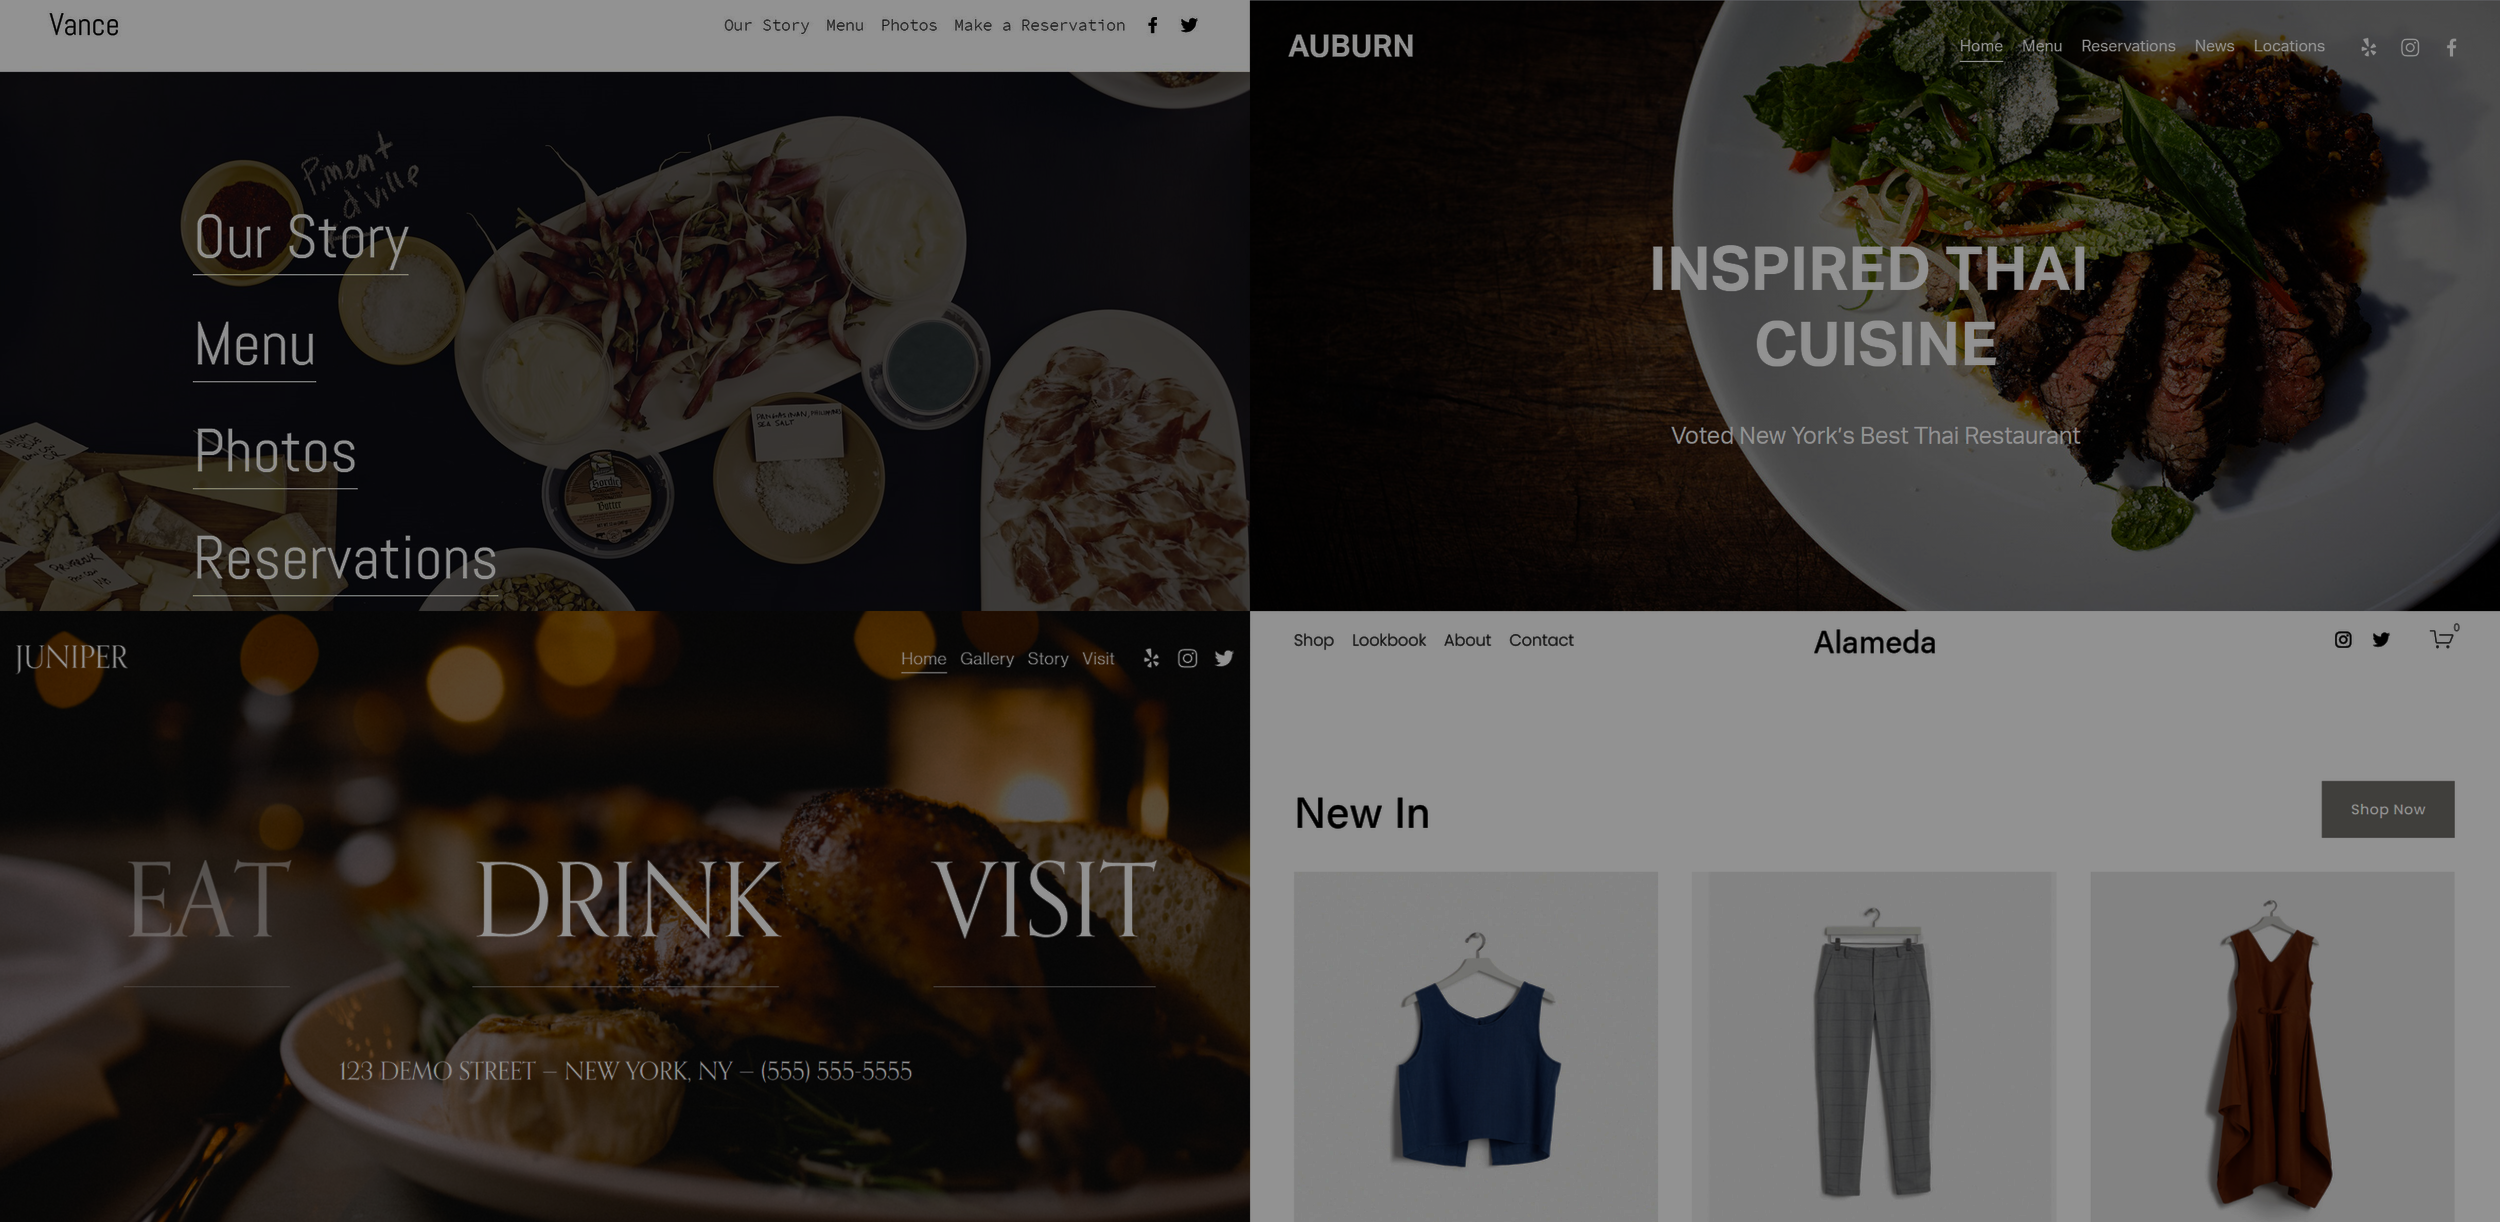 Vance
Our Story Menu Photos Make a Reservation
Piment
d'ville
Our Story
Menu
Photos
Reservations
SEA SALT
AUBURN
Home Menu Reservations News Locations
INSPIRED THAI
CUISINE
Voted New York's Best Thai Restaurant
JUNIPER
Home Gallery Story Visit
EAT DRINK VISIT
123 DEMO STREET – NEW YORK, NY – (555) 555-5555
Shop Lookbook About Contact
Alameda
0
New In
Shop Now